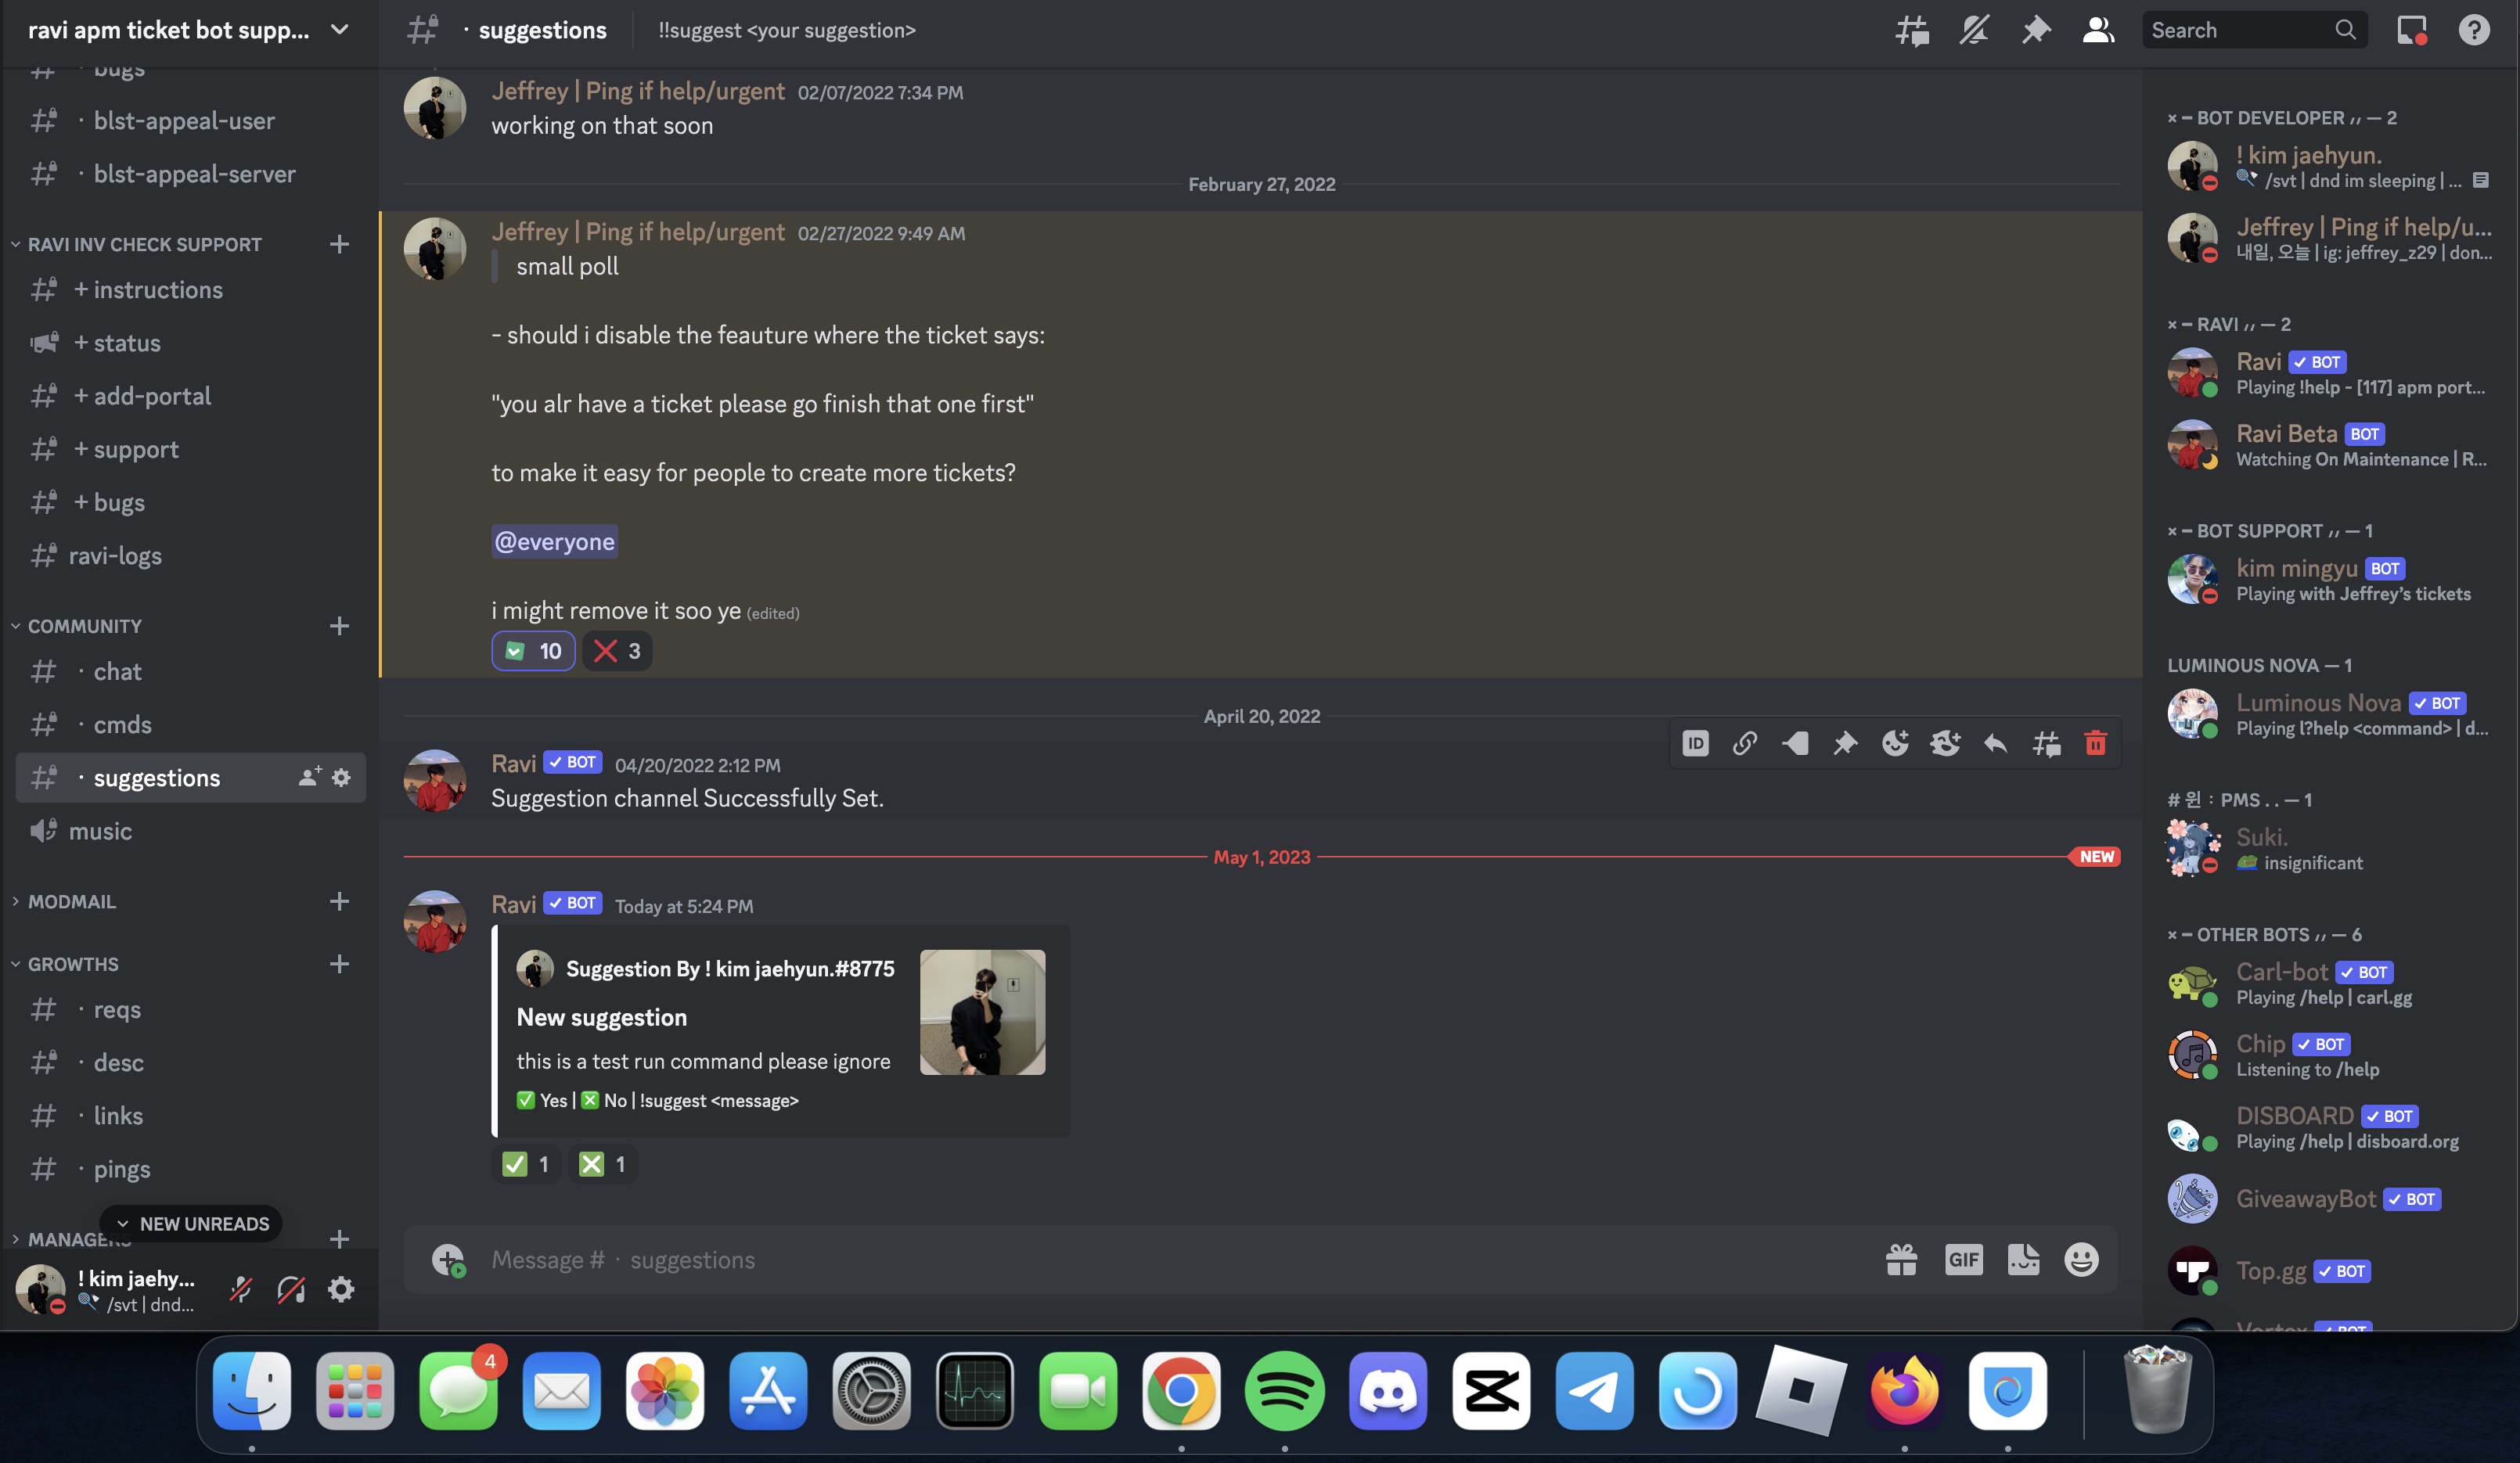 ravi apm ticket bot supp...
bugs
· blst-appeal-user
· blst-appeal-server
RAVI INV CHECK SUPPORT
+ instructions
+ status
+ add-portal
+ support
+ bugs
ravi-logs
COMMUNITY
· chat
· cmds
· suggestions
music
MODMAIL
GROWTHS
· reqs
· desc
· links
· pings
NEW UNREADS
MANAGERS
! kim jaehy...
/svt | dnd...
· suggestions
!!suggest <your suggestion>
Search
Jeffrey | Ping if help/urgent 02/07/2022 7:34 PM
working on that soon
February 27, 2022
Jeffrey | Ping if help/urgent 02/27/2022 9:49 AM
small poll
- should i disable the feauture where the ticket says:
"you alr have a ticket please go finish that one first"
to make it easy for people to create more tickets?
@everyone
i might remove it soo ye (edited)
10 3
April 20, 2022
ID
Ravi BOT 04/20/2022 2:12 PM
Suggestion channel Successfully Set.
May 1, 2023 NEW
Ravi BOT Today at 5:24 PM
Suggestion By ! kim jaehyun.#8775
New suggestion
this is a test run command please ignore
✅ Yes | ❎ No | !suggest <message>
1 1
Message # · suggestions
GIF
× – BOT DEVELOPER 〃 — 2
! kim jaehyun.
/svt | dnd im sleeping | ...
Jeffrey | Ping if help/u...
내일, 오늘 | ig: jeffrey_z29 | don...
× – RAVI 〃 — 2
Ravi BOT
Playing !help - [117] apm port...
Ravi Beta BOT
Watching On Maintenance | R...
× – BOT SUPPORT 〃 — 1
kim mingyu BOT
Playing with Jeffrey's tickets
LUMINOUS NOVA — 1
Luminous Nova BOT
Playing l?help <command> | d...
# 윈 : PMS . . — 1
Suki.
insignificant
× – OTHER BOTS 〃 — 6
Carl-bot BOT
Playing /help | carl.gg
Chip BOT
Listening to /help
DISBOARD BOT
Playing /help | disboard.org
GiveawayBot BOT
Top.gg BOT
Vortex BOT
4